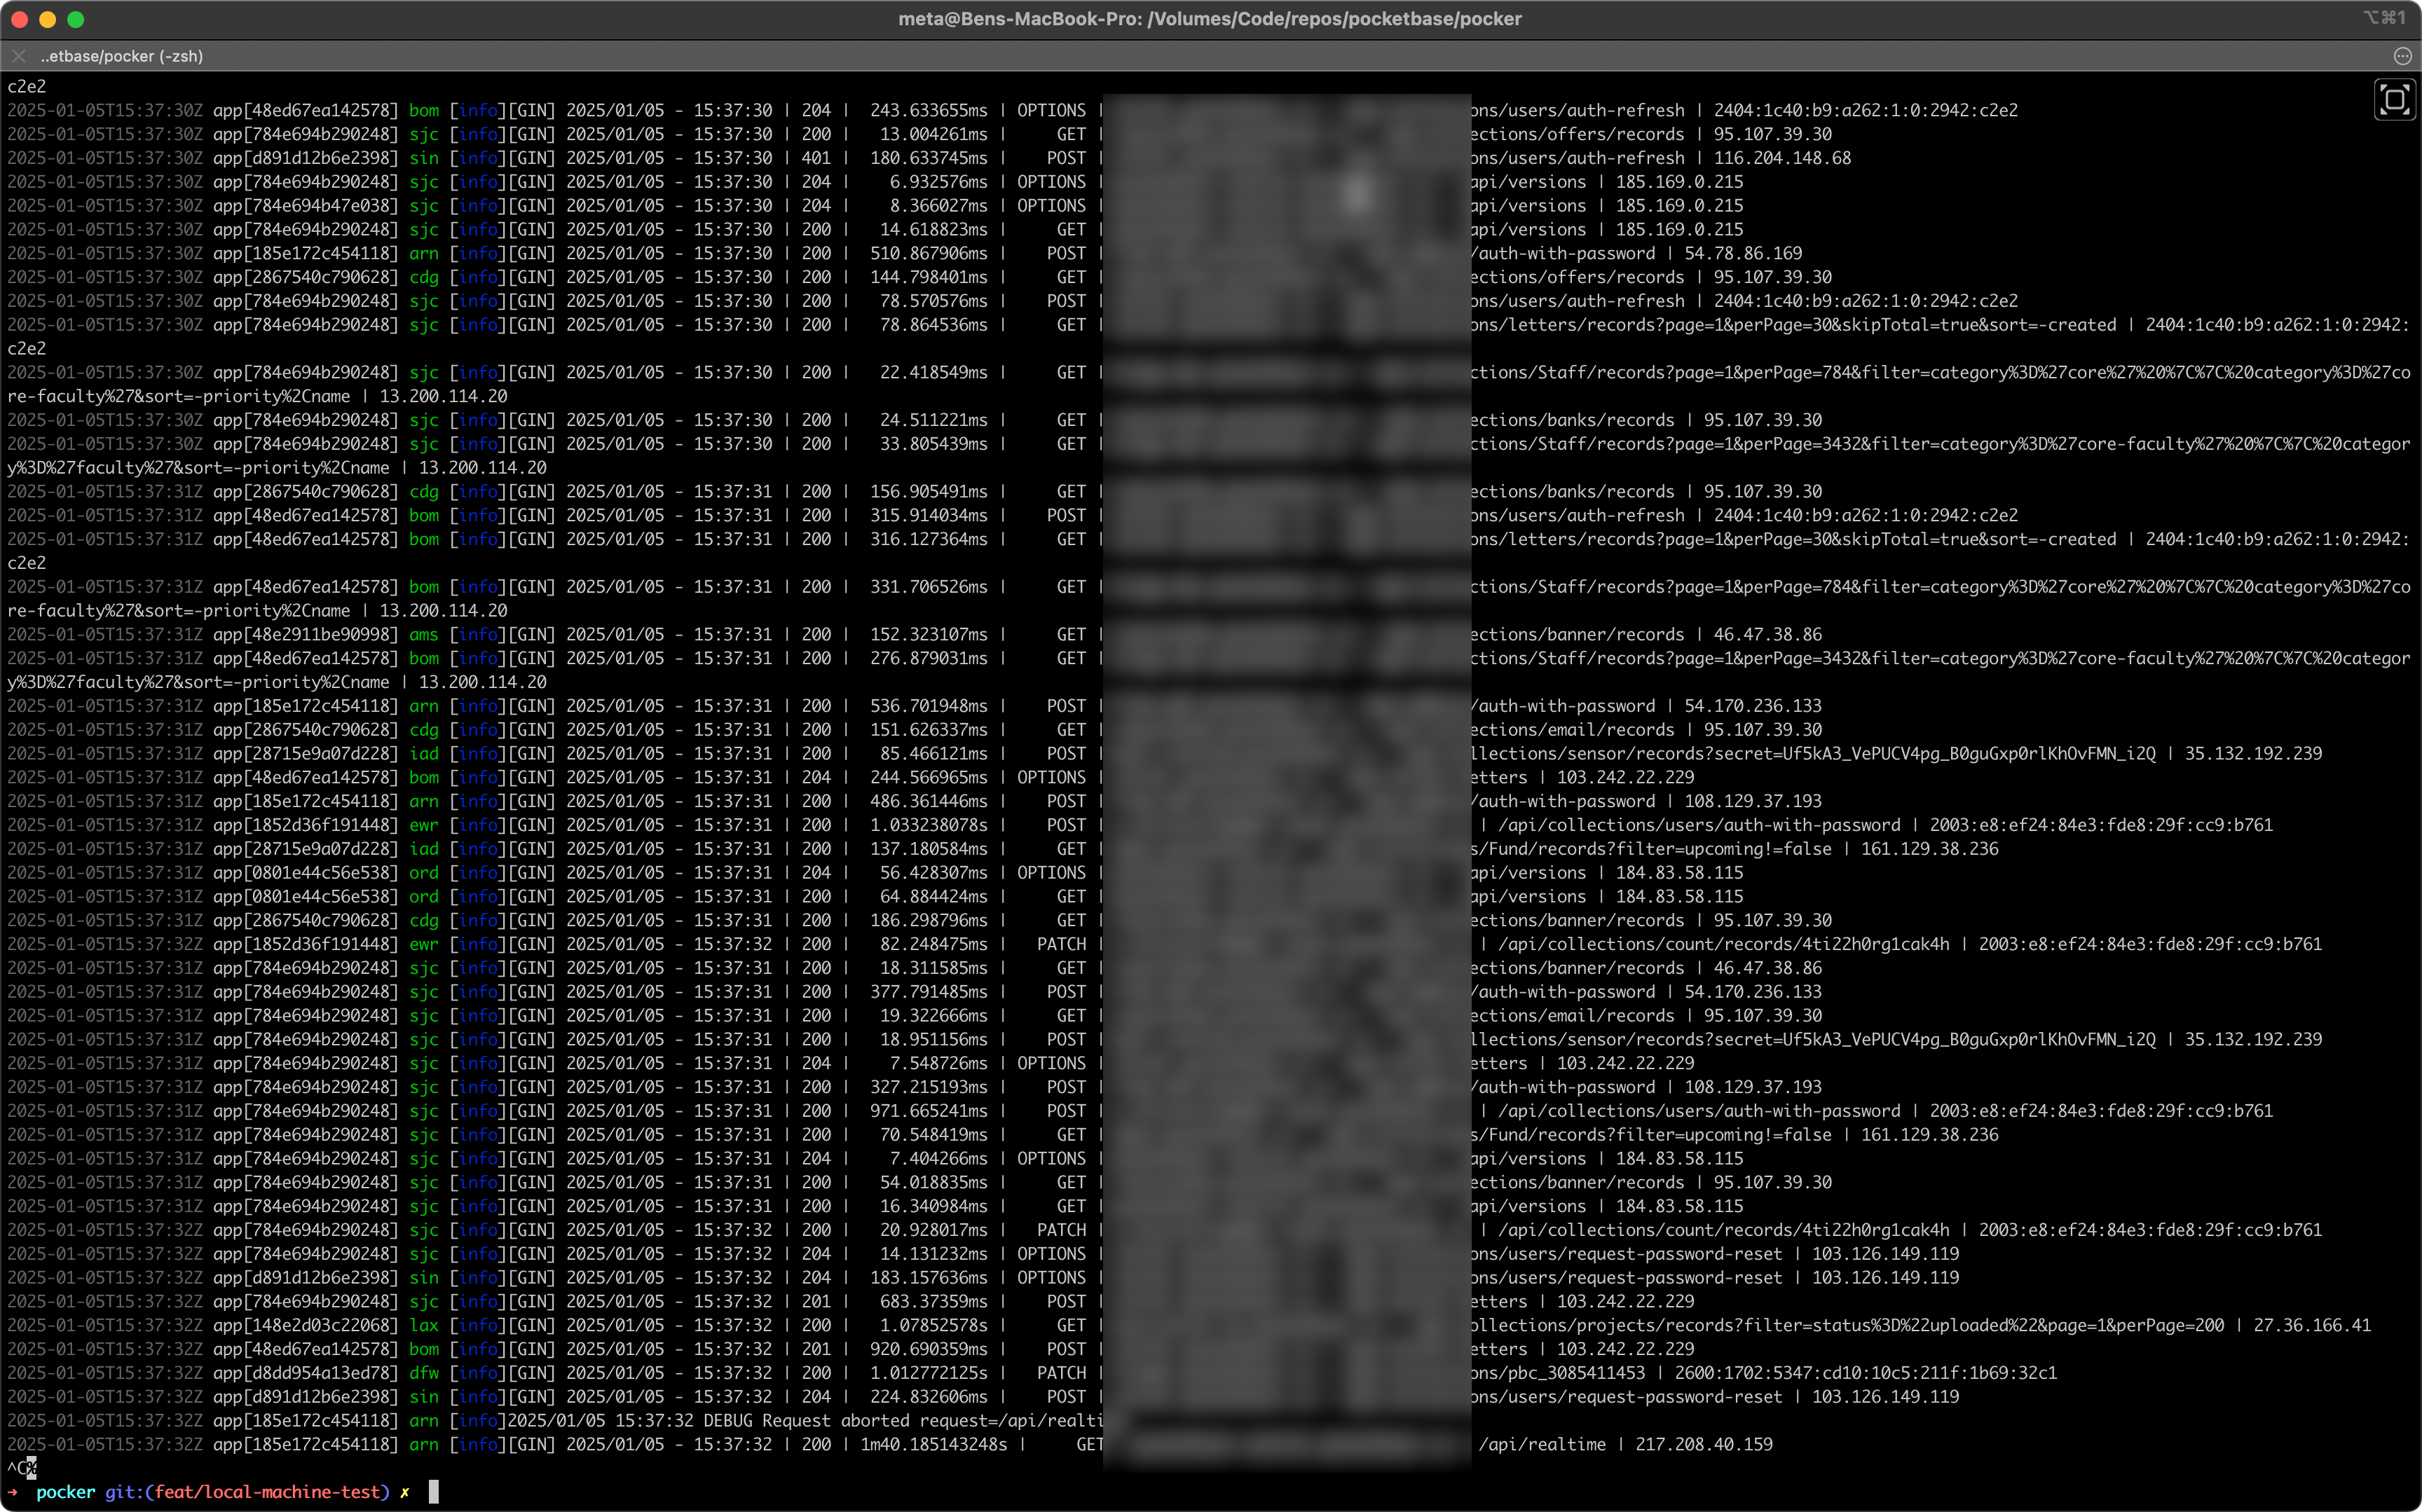 meta@Bens-MacBook-Pro: /Volumes/Code/repos/pocketbase/pocker ⌥⌘1
..etbase/pocker (-zsh)
c2e2
2025-01-05T15:37:30Z app[48ed67ea142578] bom [info][GIN] 2025/01/05 - 15:37:30 | 204 | 243.633655ms | OPTIONS | ons/users/auth-refresh | 2404:1c40:b9:a262:1:0:2942:c2e2
2025-01-05T15:37:30Z app[784e694b290248] sjc [info][GIN] 2025/01/05 - 15:37:30 | 200 | 13.004261ms | GET | ections/offers/records | 95.107.39.30
2025-01-05T15:37:30Z app[d891d12b6e2398] sin [info][GIN] 2025/01/05 - 15:37:30 | 401 | 180.633745ms | POST | ons/users/auth-refresh | 116.204.148.68
2025-01-05T15:37:30Z app[784e694b290248] sjc [info][GIN] 2025/01/05 - 15:37:30 | 204 | 6.932576ms | OPTIONS | api/versions | 185.169.0.215
2025-01-05T15:37:30Z app[784e694b47e038] sjc [info][GIN] 2025/01/05 - 15:37:30 | 204 | 8.366027ms | OPTIONS | api/versions | 185.169.0.215
2025-01-05T15:37:30Z app[784e694b290248] sjc [info][GIN] 2025/01/05 - 15:37:30 | 200 | 14.618823ms | GET | api/versions | 185.169.0.215
2025-01-05T15:37:30Z app[185e172c454118] arn [info][GIN] 2025/01/05 - 15:37:30 | 200 | 510.867906ms | POST | /auth-with-password | 54.78.86.169
2025-01-05T15:37:30Z app[2867540c790628] cdg [info][GIN] 2025/01/05 - 15:37:30 | 200 | 144.798401ms | GET | ections/offers/records | 95.107.39.30
2025-01-05T15:37:30Z app[784e694b290248] sjc [info][GIN] 2025/01/05 - 15:37:30 | 200 | 78.570576ms | POST | ons/users/auth-refresh | 2404:1c40:b9:a262:1:0:2942:c2e2
2025-01-05T15:37:30Z app[784e694b290248] sjc [info][GIN] 2025/01/05 - 15:37:30 | 200 | 78.864536ms | GET | ons/letters/records?page=1&perPage=30&skipTotal=true&sort=-created | 2404:1c40:b9:a262:1:0:2942:
c2e2
2025-01-05T15:37:30Z app[784e694b290248] sjc [info][GIN] 2025/01/05 - 15:37:30 | 200 | 22.418549ms | GET | ctions/Staff/records?page=1&perPage=784&filter=category%3D%27core%27%20%7C%7C%20category%3D%27co
re-faculty%27&sort=-priority%2Cname | 13.200.114.20
2025-01-05T15:37:30Z app[784e694b290248] sjc [info][GIN] 2025/01/05 - 15:37:30 | 200 | 24.511221ms | GET | ections/banks/records | 95.107.39.30
2025-01-05T15:37:30Z app[784e694b290248] sjc [info][GIN] 2025/01/05 - 15:37:30 | 200 | 33.805439ms | GET | ctions/Staff/records?page=1&perPage=3432&filter=category%3D%27core-faculty%27%20%7C%7C%20categor
y%3D%27faculty%27&sort=-priority%2Cname | 13.200.114.20
2025-01-05T15:37:31Z app[2867540c790628] cdg [info][GIN] 2025/01/05 - 15:37:31 | 200 | 156.905491ms | GET | ections/banks/records | 95.107.39.30
2025-01-05T15:37:31Z app[48ed67ea142578] bom [info][GIN] 2025/01/05 - 15:37:31 | 200 | 315.914034ms | POST | ons/users/auth-refresh | 2404:1c40:b9:a262:1:0:2942:c2e2
2025-01-05T15:37:31Z app[48ed67ea142578] bom [info][GIN] 2025/01/05 - 15:37:31 | 200 | 316.127364ms | GET | ons/letters/records?page=1&perPage=30&skipTotal=true&sort=-created | 2404:1c40:b9:a262:1:0:2942:
c2e2
2025-01-05T15:37:31Z app[48ed67ea142578] bom [info][GIN] 2025/01/05 - 15:37:31 | 200 | 331.706526ms | GET | ctions/Staff/records?page=1&perPage=784&filter=category%3D%27core%27%20%7C%7C%20category%3D%27co
re-faculty%27&sort=-priority%2Cname | 13.200.114.20
2025-01-05T15:37:31Z app[48e2911be90998] ams [info][GIN] 2025/01/05 - 15:37:31 | 200 | 152.323107ms | GET | ections/banner/records | 46.47.38.86
2025-01-05T15:37:31Z app[48ed67ea142578] bom [info][GIN] 2025/01/05 - 15:37:31 | 200 | 276.879031ms | GET | ctions/Staff/records?page=1&perPage=3432&filter=category%3D%27core-faculty%27%20%7C%7C%20categor
y%3D%27faculty%27&sort=-priority%2Cname | 13.200.114.20
2025-01-05T15:37:31Z app[185e172c454118] arn [info][GIN] 2025/01/05 - 15:37:31 | 200 | 536.701948ms | POST | /auth-with-password | 54.170.236.133
2025-01-05T15:37:31Z app[2867540c790628] cdg [info][GIN] 2025/01/05 - 15:37:31 | 200 | 151.626337ms | GET | ections/email/records | 95.107.39.30
2025-01-05T15:37:31Z app[28715e9a07d228] iad [info][GIN] 2025/01/05 - 15:37:31 | 200 | 85.466121ms | POST | llections/sensor/records?secret=Uf5kA3_VePUCV4pg_B0guGxp0rlKhOvFMN_i2Q | 35.132.192.239
2025-01-05T15:37:31Z app[48ed67ea142578] bom [info][GIN] 2025/01/05 - 15:37:31 | 204 | 244.566965ms | OPTIONS | etters | 103.242.22.229
2025-01-05T15:37:31Z app[185e172c454118] arn [info][GIN] 2025/01/05 - 15:37:31 | 200 | 486.361446ms | POST | /auth-with-password | 108.129.37.193
2025-01-05T15:37:31Z app[1852d36f191448] ewr [info][GIN] 2025/01/05 - 15:37:31 | 200 | 1.033238078s | POST | | /api/collections/users/auth-with-password | 2003:e8:ef24:84e3:fde8:29f:cc9:b761
2025-01-05T15:37:31Z app[28715e9a07d228] iad [info][GIN] 2025/01/05 - 15:37:31 | 200 | 137.180584ms | GET | s/Fund/records?filter=upcoming!=false | 161.129.38.236
2025-01-05T15:37:31Z app[0801e44c56e538] ord [info][GIN] 2025/01/05 - 15:37:31 | 204 | 56.428307ms | OPTIONS | api/versions | 184.83.58.115
2025-01-05T15:37:31Z app[0801e44c56e538] ord [info][GIN] 2025/01/05 - 15:37:31 | 200 | 64.884424ms | GET | api/versions | 184.83.58.115
2025-01-05T15:37:31Z app[2867540c790628] cdg [info][GIN] 2025/01/05 - 15:37:31 | 200 | 186.298796ms | GET | ections/banner/records | 95.107.39.30
2025-01-05T15:37:32Z app[1852d36f191448] ewr [info][GIN] 2025/01/05 - 15:37:32 | 200 | 82.248475ms | PATCH | | /api/collections/count/records/4ti22h0rg1cak4h | 2003:e8:ef24:84e3:fde8:29f:cc9:b761
2025-01-05T15:37:31Z app[784e694b290248] sjc [info][GIN] 2025/01/05 - 15:37:31 | 200 | 18.311585ms | GET | ections/banner/records | 46.47.38.86
2025-01-05T15:37:31Z app[784e694b290248] sjc [info][GIN] 2025/01/05 - 15:37:31 | 200 | 377.791485ms | POST | /auth-with-password | 54.170.236.133
2025-01-05T15:37:31Z app[784e694b290248] sjc [info][GIN] 2025/01/05 - 15:37:31 | 200 | 19.322666ms | GET | ections/email/records | 95.107.39.30
2025-01-05T15:37:31Z app[784e694b290248] sjc [info][GIN] 2025/01/05 - 15:37:31 | 200 | 18.951156ms | POST | llections/sensor/records?secret=Uf5kA3_VePUCV4pg_B0guGxp0rlKhOvFMN_i2Q | 35.132.192.239
2025-01-05T15:37:31Z app[784e694b290248] sjc [info][GIN] 2025/01/05 - 15:37:31 | 204 | 7.548726ms | OPTIONS | etters | 103.242.22.229
2025-01-05T15:37:31Z app[784e694b290248] sjc [info][GIN] 2025/01/05 - 15:37:31 | 200 | 327.215193ms | POST | /auth-with-password | 108.129.37.193
2025-01-05T15:37:31Z app[784e694b290248] sjc [info][GIN] 2025/01/05 - 15:37:31 | 200 | 971.665241ms | POST | | /api/collections/users/auth-with-password | 2003:e8:ef24:84e3:fde8:29f:cc9:b761
2025-01-05T15:37:31Z app[784e694b290248] sjc [info][GIN] 2025/01/05 - 15:37:31 | 200 | 70.548419ms | GET | s/Fund/records?filter=upcoming!=false | 161.129.38.236
2025-01-05T15:37:31Z app[784e694b290248] sjc [info][GIN] 2025/01/05 - 15:37:31 | 204 | 7.404266ms | OPTIONS | api/versions | 184.83.58.115
2025-01-05T15:37:31Z app[784e694b290248] sjc [info][GIN] 2025/01/05 - 15:37:31 | 200 | 54.018835ms | GET | ections/banner/records | 95.107.39.30
2025-01-05T15:37:31Z app[784e694b290248] sjc [info][GIN] 2025/01/05 - 15:37:31 | 200 | 16.340984ms | GET | api/versions | 184.83.58.115
2025-01-05T15:37:32Z app[784e694b290248] sjc [info][GIN] 2025/01/05 - 15:37:32 | 200 | 20.928017ms | PATCH | | /api/collections/count/records/4ti22h0rg1cak4h | 2003:e8:ef24:84e3:fde8:29f:cc9:b761
2025-01-05T15:37:32Z app[784e694b290248] sjc [info][GIN] 2025/01/05 - 15:37:32 | 204 | 14.131232ms | OPTIONS | ons/users/request-password-reset | 103.126.149.119
2025-01-05T15:37:32Z app[d891d12b6e2398] sin [info][GIN] 2025/01/05 - 15:37:32 | 204 | 183.157636ms | OPTIONS | ons/users/request-password-reset | 103.126.149.119
2025-01-05T15:37:32Z app[784e694b290248] sjc [info][GIN] 2025/01/05 - 15:37:32 | 201 | 683.37359ms | POST | etters | 103.242.22.229
2025-01-05T15:37:32Z app[148e2d03c22068] lax [info][GIN] 2025/01/05 - 15:37:32 | 200 | 1.07852578s | GET | ollections/projects/records?filter=status%3D%22uploaded%22&page=1&perPage=200 | 27.36.166.41
2025-01-05T15:37:32Z app[48ed67ea142578] bom [info][GIN] 2025/01/05 - 15:37:32 | 201 | 920.690359ms | POST | etters | 103.242.22.229
2025-01-05T15:37:32Z app[d8dd954a13ed78] dfw [info][GIN] 2025/01/05 - 15:37:32 | 200 | 1.012772125s | PATCH | ons/pbc_3085411453 | 2600:1702:5347:cd10:10c5:211f:1b69:32c1
2025-01-05T15:37:32Z app[d891d12b6e2398] sin [info][GIN] 2025/01/05 - 15:37:32 | 204 | 224.832606ms | POST | ons/users/request-password-reset | 103.126.149.119
2025-01-05T15:37:32Z app[185e172c454118] arn [info]2025/01/05 15:37:32 DEBUG Request aborted request=/api/realti
2025-01-05T15:37:32Z app[185e172c454118] arn [info][GIN] 2025/01/05 - 15:37:32 | 200 | 1m40.185143248s | GET /api/realtime | 217.208.40.159
^C%
→ pocker git:(feat/local-machine-test) ✗